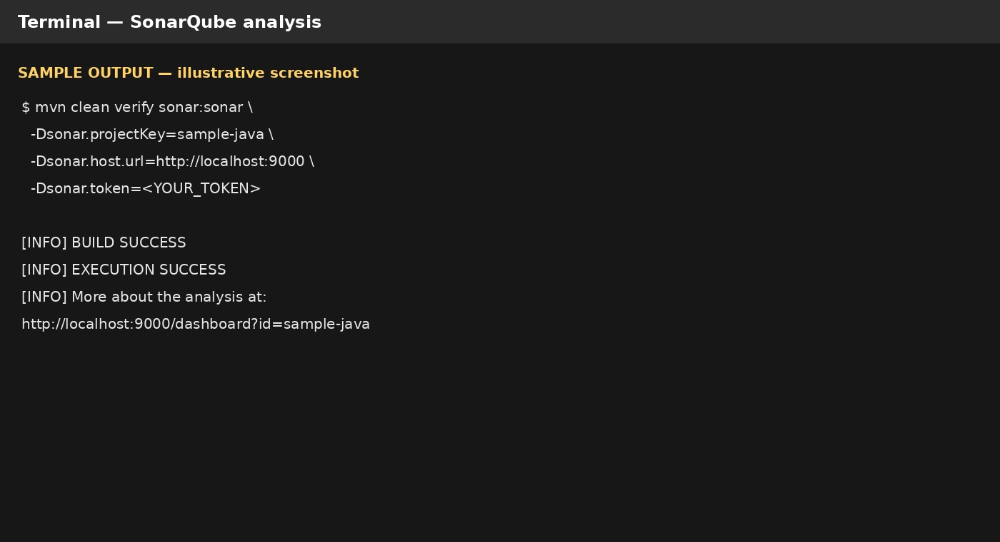 Terminal — SonarQube analysis
SAMPLE OUTPUT — illustrative screenshot
$ mvn clean verify sonar:sonar \
-Dsonar.projectKey=sample-java \
-Dsonar.host.url=http://localhost:9000 \
-Dsonar.token=<YOUR_TOKEN>
[INFO] BUILD SUCCESS
[INFO] EXECUTION SUCCESS
[INFO] More about the analysis at:
http://localhost:9000/dashboard?id=sample-java